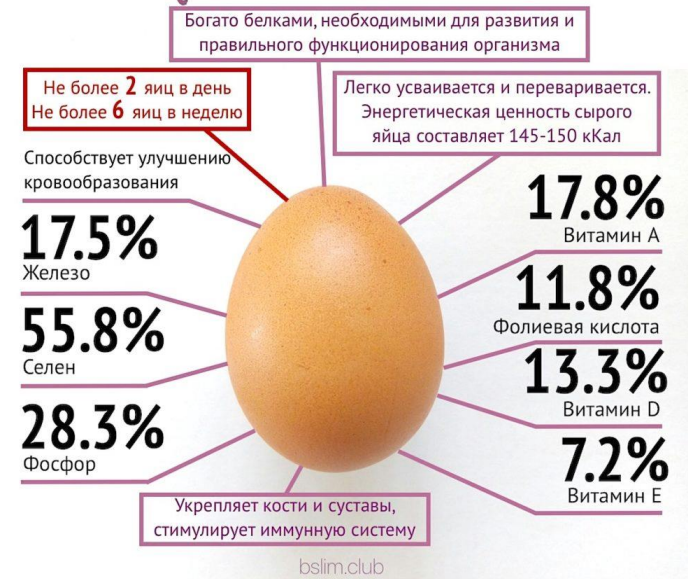 Богато белками, необходимыми для развития и
правильного функционирования организма
Не более 2 яиц в день
Не более 6 яиц в неделю
Легко усваивается и переваривается.
Энергетическая ценность сырого
яйца составляет 145-150 кКал
Способствует улучшению
кровообразования
17.5%
Железо
55.8%
Селен
28.3%
Фосфор
17.8%
Витамин А
11.8%
Фолиевая кислота
13.3%
Витамин D
7.2%
Витамин Е
Укрепляет кости и суставы,
стимулирует иммунную систему
bslim.club